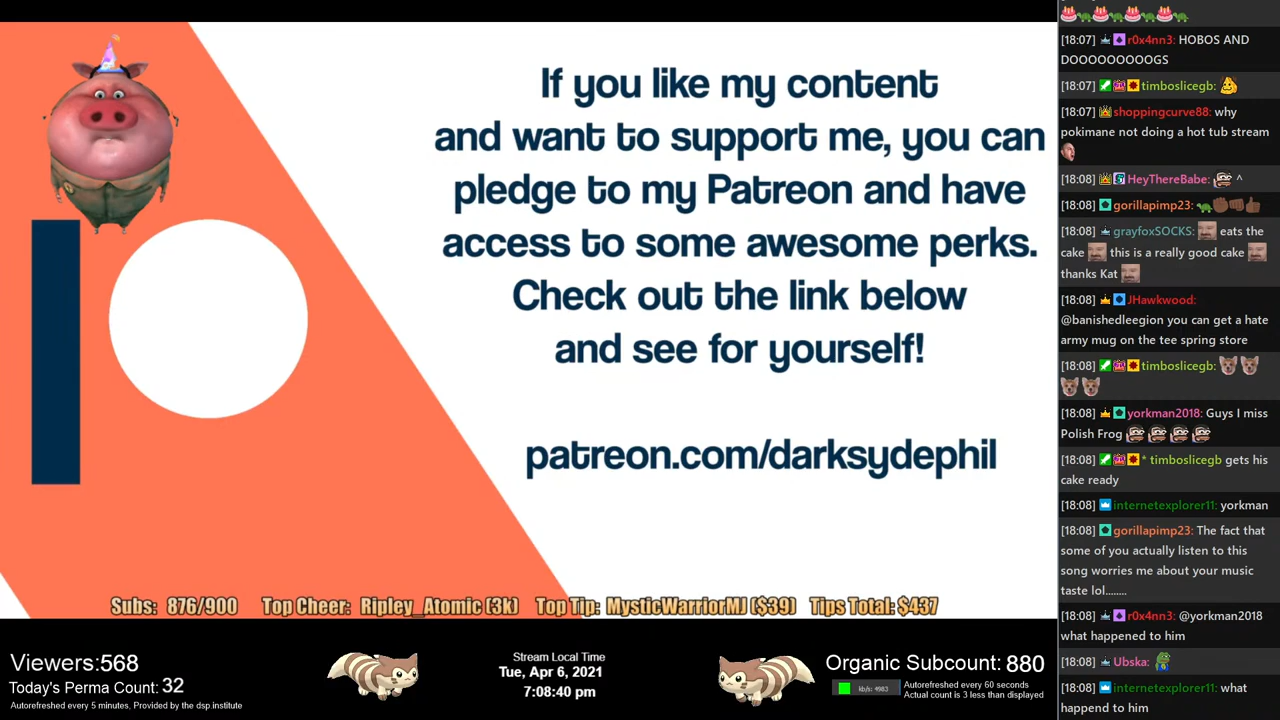 If you like my content
and want to support me, you can
pledge to my Patreon and have
access to some awesome perks.
Check out the link below
and see for yourself!
patreon.com/darksydephil
Subs: 876/900 Top Cheer: Ripley_Atomic (3k) Top Tip: MysticWarriorMJ ($39) Tips Total: $437
Viewers:568
Today's Perma Count: 32
Autorefreshed every 5 minutes, Provided by the dsp.institute
Stream Local Time
Tue, Apr 6, 2021
7:08:40 pm
Organic Subcount: 880
kb/s: 4983
Autorefreshed every 60 seconds
Actual count is 3 less than displayed
[18:07] r0x4nn3: HOBOS AND
DOOOOOOOOOGS
[18:07] timboslicegb:
[18:07] shoppingcurve88: why
pokimane not doing a hot tub stream
[18:08] HeyThereBabe: ^
[18:08] gorillapimp23:
[18:08] grayfoxSOCKS: eats the
cake this is a really good cake
thanks Kat
[18:08] JHawkwood:
@banishedleegion you can get a hate
army mug on the tee spring store
[18:08] timboslicegb:
[18:08] yorkman2018: Guys I miss
Polish Frog
[18:08] * timboslicegb gets his
cake ready
[18:08] internetexplorer11: yorkman
[18:08] gorillapimp23: The fact that
some of you actually listen to this
song worries me about your music
taste lol........
[18:08] r0x4nn3: @yorkman2018
what happened to him
[18:08] Ubska:
[18:08] internetexplorer11: what
happend to him